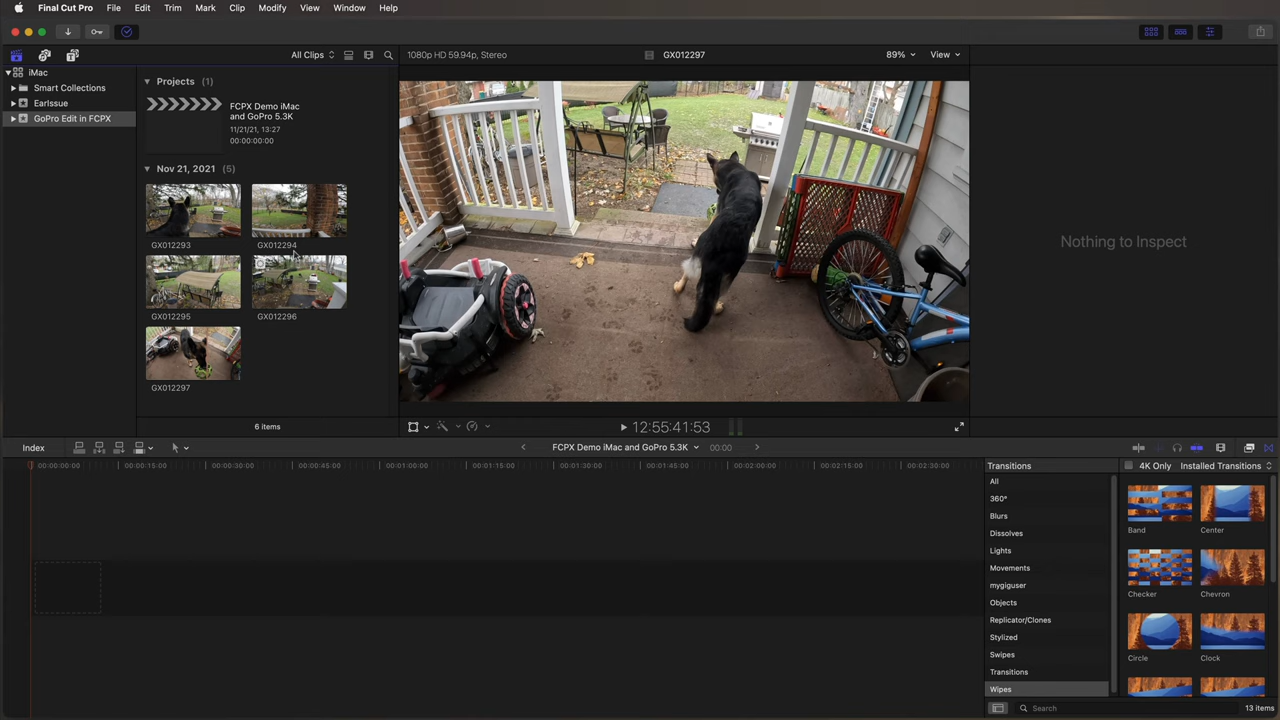 Final Cut Pro File Edit Trim Mark Clip Modify View Window Help
All Clips
1080p HD 59.94p, Stereo GX012297 89% View
iMac
Smart Collections
EarIssue
GoPro Edit in FCPX
Projects (1)
FCPX Demo iMac
and GoPro 5.3K
11/21/21, 13:27
00:00:00:00
Nov 21, 2021 (5)
GX012293 GX012294
GX012295 GX012296
GX012297
6 items
12:55:41:53
Nothing to Inspect
Index FCPX Demo iMac and GoPro 5.3K 00:00
00:00:00:00 00:00:15:00 00:00:30:00 00:00:45:00 00:01:00:00 00:01:15:00 00:01:30:00 00:01:45:00 00:02:00:00 00:02:15:00 00:02:30:00
Transitions 4K Only Installed Transitions
All
360°
Blurs
Dissolves
Lights
Movements
mygiguser
Objects
Replicator/Clones
Stylized
Swipes
Transitions
Wipes
Band Center
Checker Chevron
Circle Clock
Search 13 items